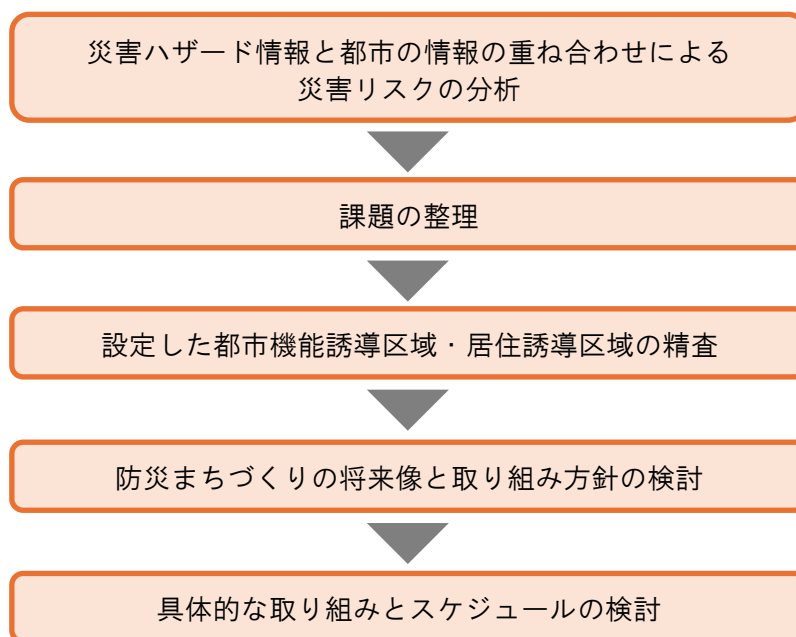 災害ハザード情報と都市の情報の重ね合わせによる
災害リスクの分析
課題の整理
設定した都市機能誘導区域・居住誘導区域の精査
防災まちづくりの将来像と取り組み方針の検討
具体的な取り組みとスケジュールの検討